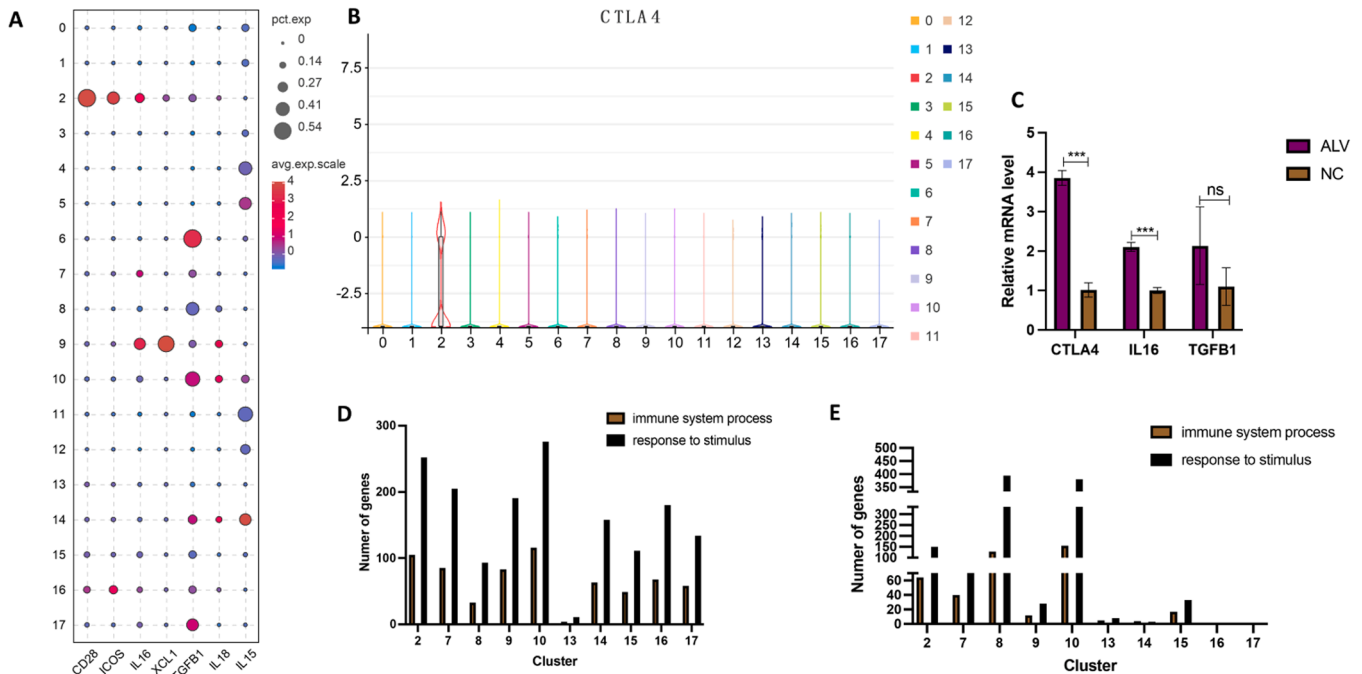 A
0
1
2
3
4
5
6
7
8
9
10
11
12
13
14
15
16
17
CD28 ICOS IL16 XCL1 TGFB1 IL18 IL15
pct.exp
0
0.14
0.27
0.41
0.54
avg.exp.scale
4
3
2
1
0
B
CTLA4
7.5
5
2.5
0
-2.5
0 1 2 3 4 5 6 7 8 9 10 11 12 13 14 15 16 17
0 12
1 13
2 14
3 15
4 16
5 17
6
7
8
9
10
11
C
Relative mRNA level
5
4
3
2
1
0
*** *** ns
CTLA4 IL16 TGFB1
ALV
NC
D
immune system process
response to stimulus
Numer of genes
300
200
100
0
2 7 8 9 10 13 14 15 16 17
Cluster
E
immune system process
response to stimulus
Numer of genes
500
450
400
350
300
250
200
150
100
60
40
20
0
2 7 8 9 10 13 14 15 16 17
Cluster